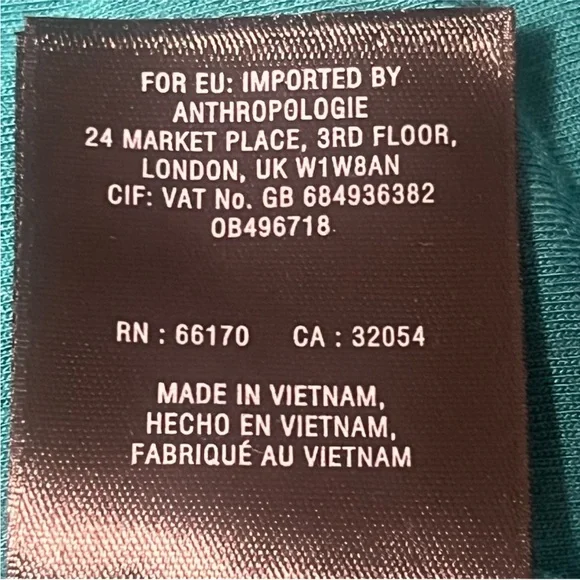 FOR EU: IMPORTED BY
ANTHROPOLOGIE
24 MARKET PLACE, 3RD FLOOR,
LONDON, UK W1W8AN
CIF: VAT No. GB 684936382
OB496718
RN : 66170 CA : 32054
MADE IN VIETNAM,
HECHO EN VIETNAM,
FABRIQUÉ AU VIETNAM